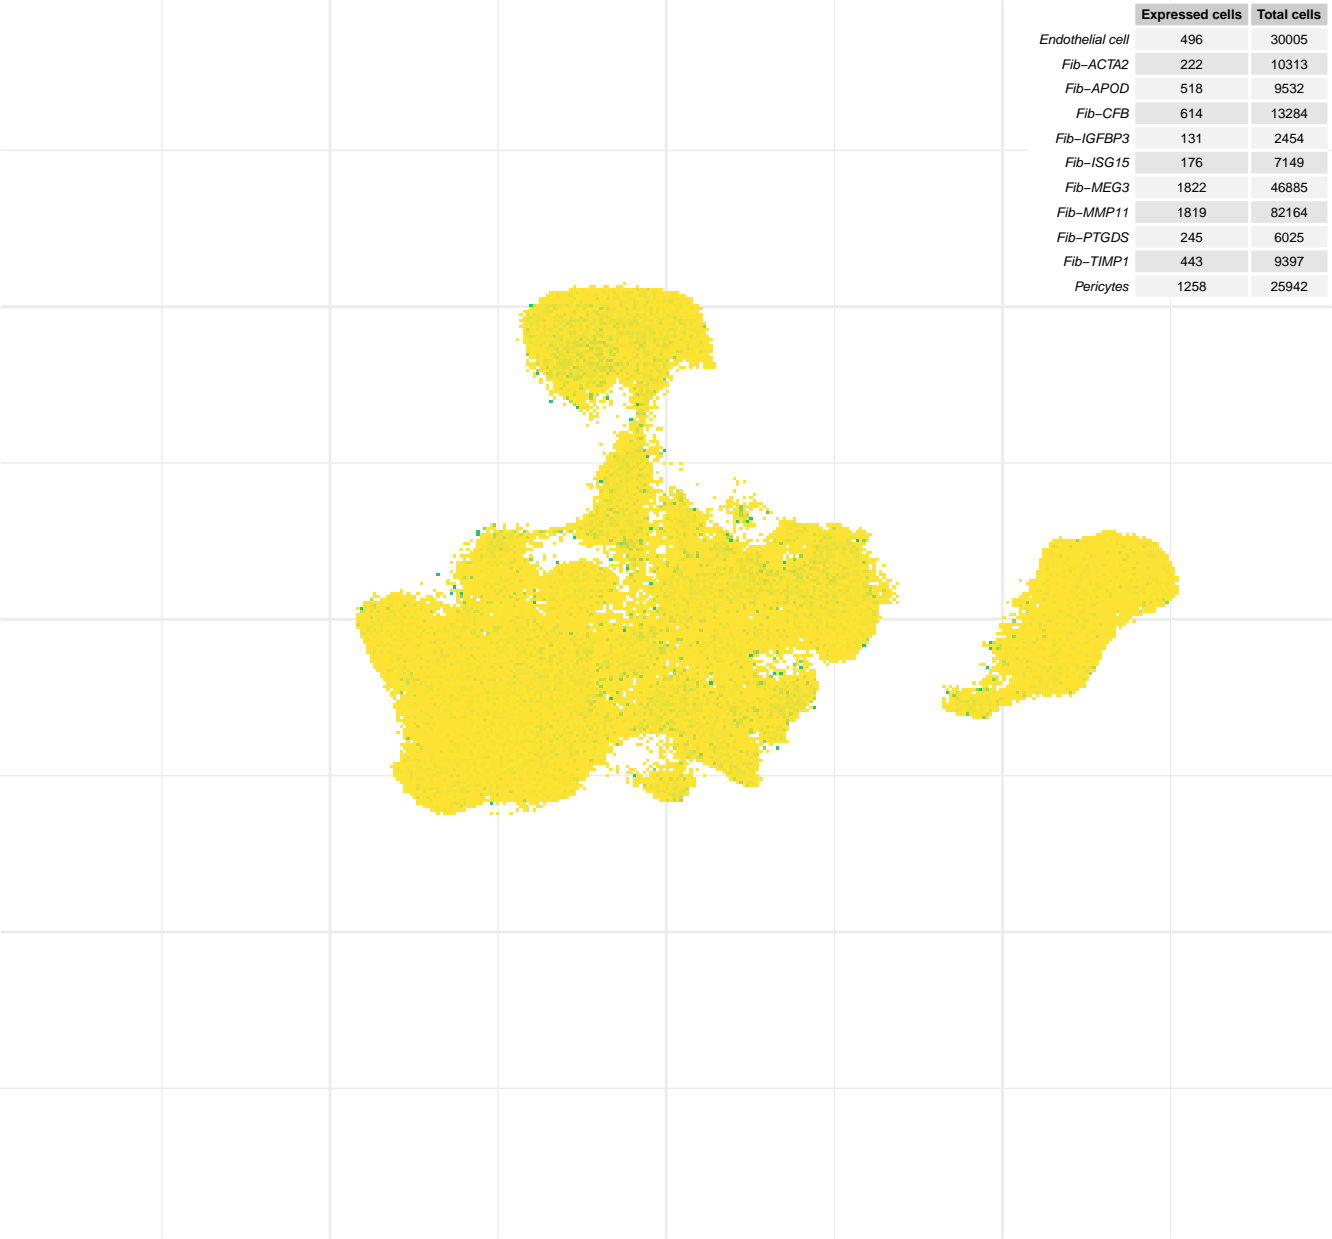 Expressed cells Total cells
Endothelial cell 496 30005
Fib−ACTA2 222 10313
Fib−APOD 518 9532
Fib−CFB 614 13284
Fib−IGFBP3 131 2454
Fib−ISG15 176 7149
Fib−MEG3 1822 46885
Fib−MMP11 1819 82164
Fib−PTGDS 245 6025
Fib−TIMP1 443 9397
Pericytes 1258 25942